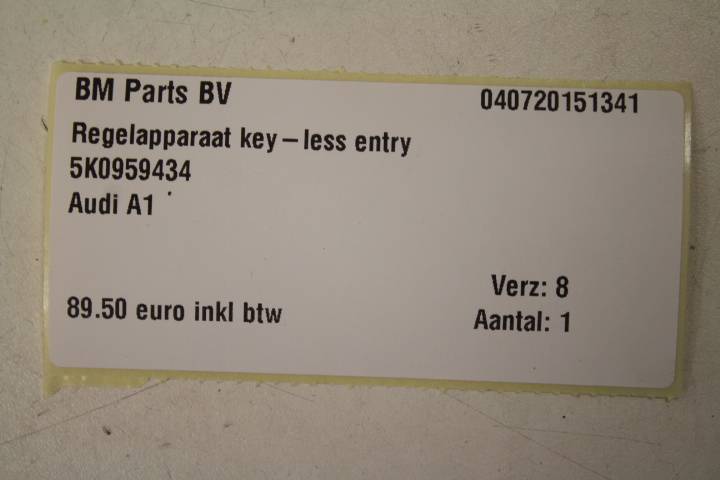 BM Parts BV 040720151341
Regelapparaat key-less entry
5K0959434
Audi A1
Verz: 8
89.50 euro inkl btw
Aantal: 1